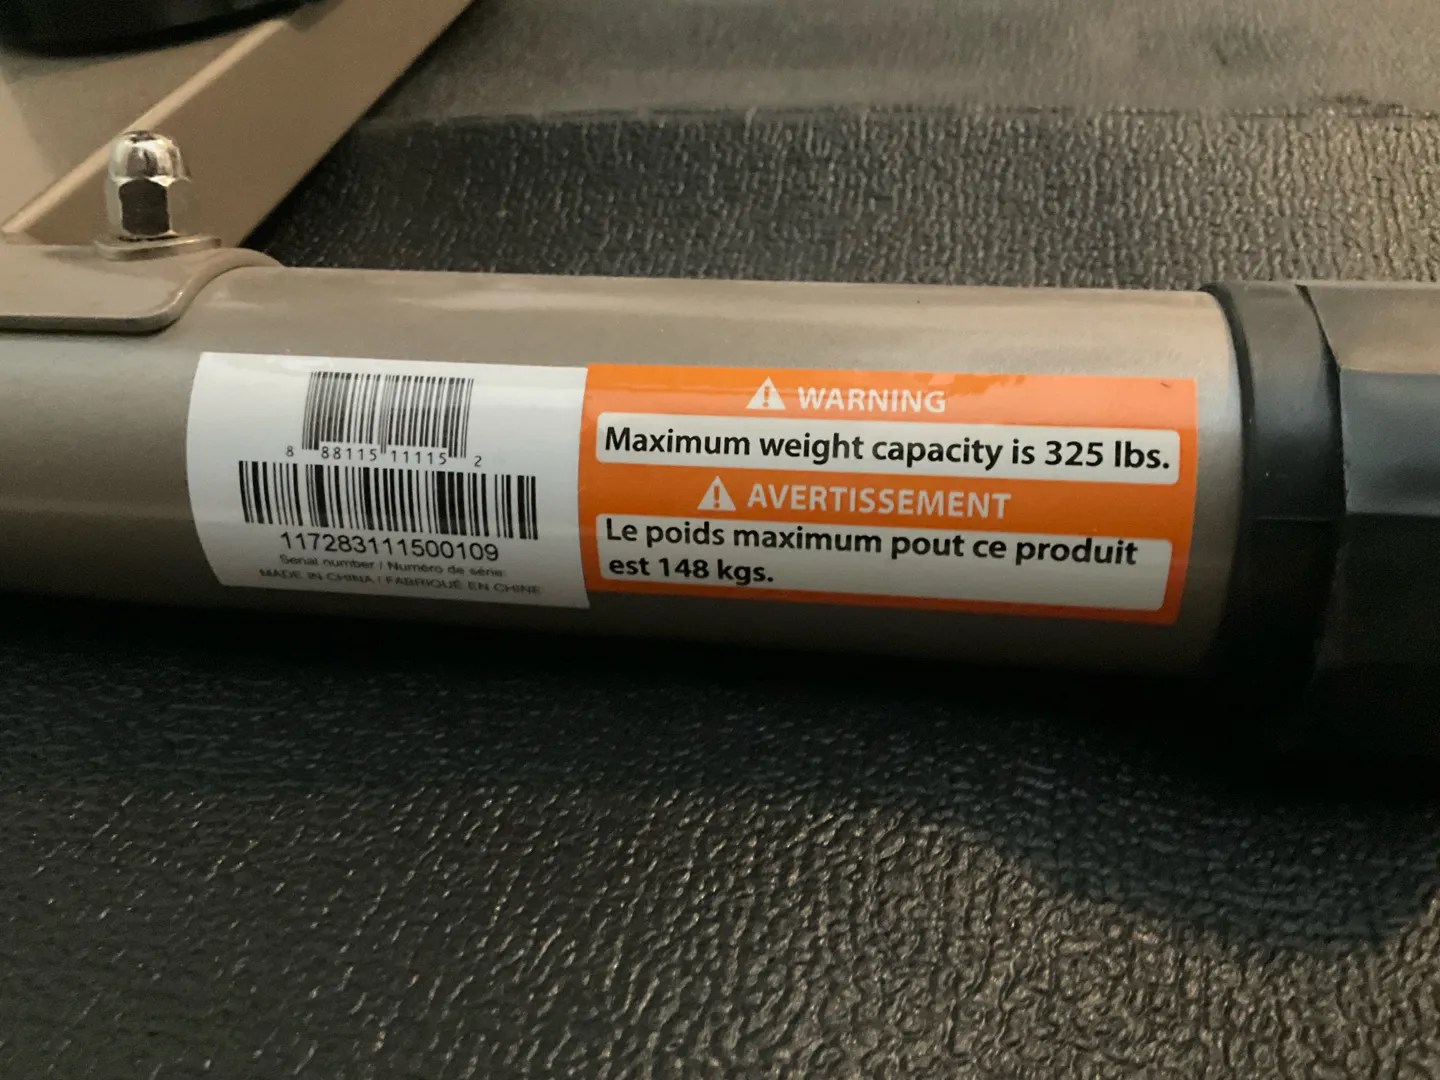 8 88115 11115 2
117283111500109
Serial number / Numéro de série:
MADE IN CHINA / FABRIQUÉ EN CHINE
WARNING
Maximum weight capacity is 325 lbs.
AVERTISSEMENT
Le poids maximum pout ce produit
est 148 kgs.